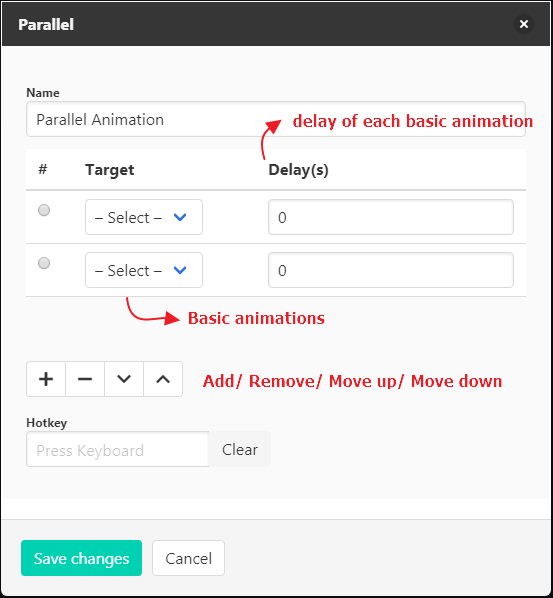 Parallel
Name
Parallel Animation
delay of each basic animation
# Target Delay(s)
– Select – 0
– Select – 0
Basic animations
Add/ Remove/ Move up/ Move down
Hotkey
Press Keyboard Clear
Save changes Cancel